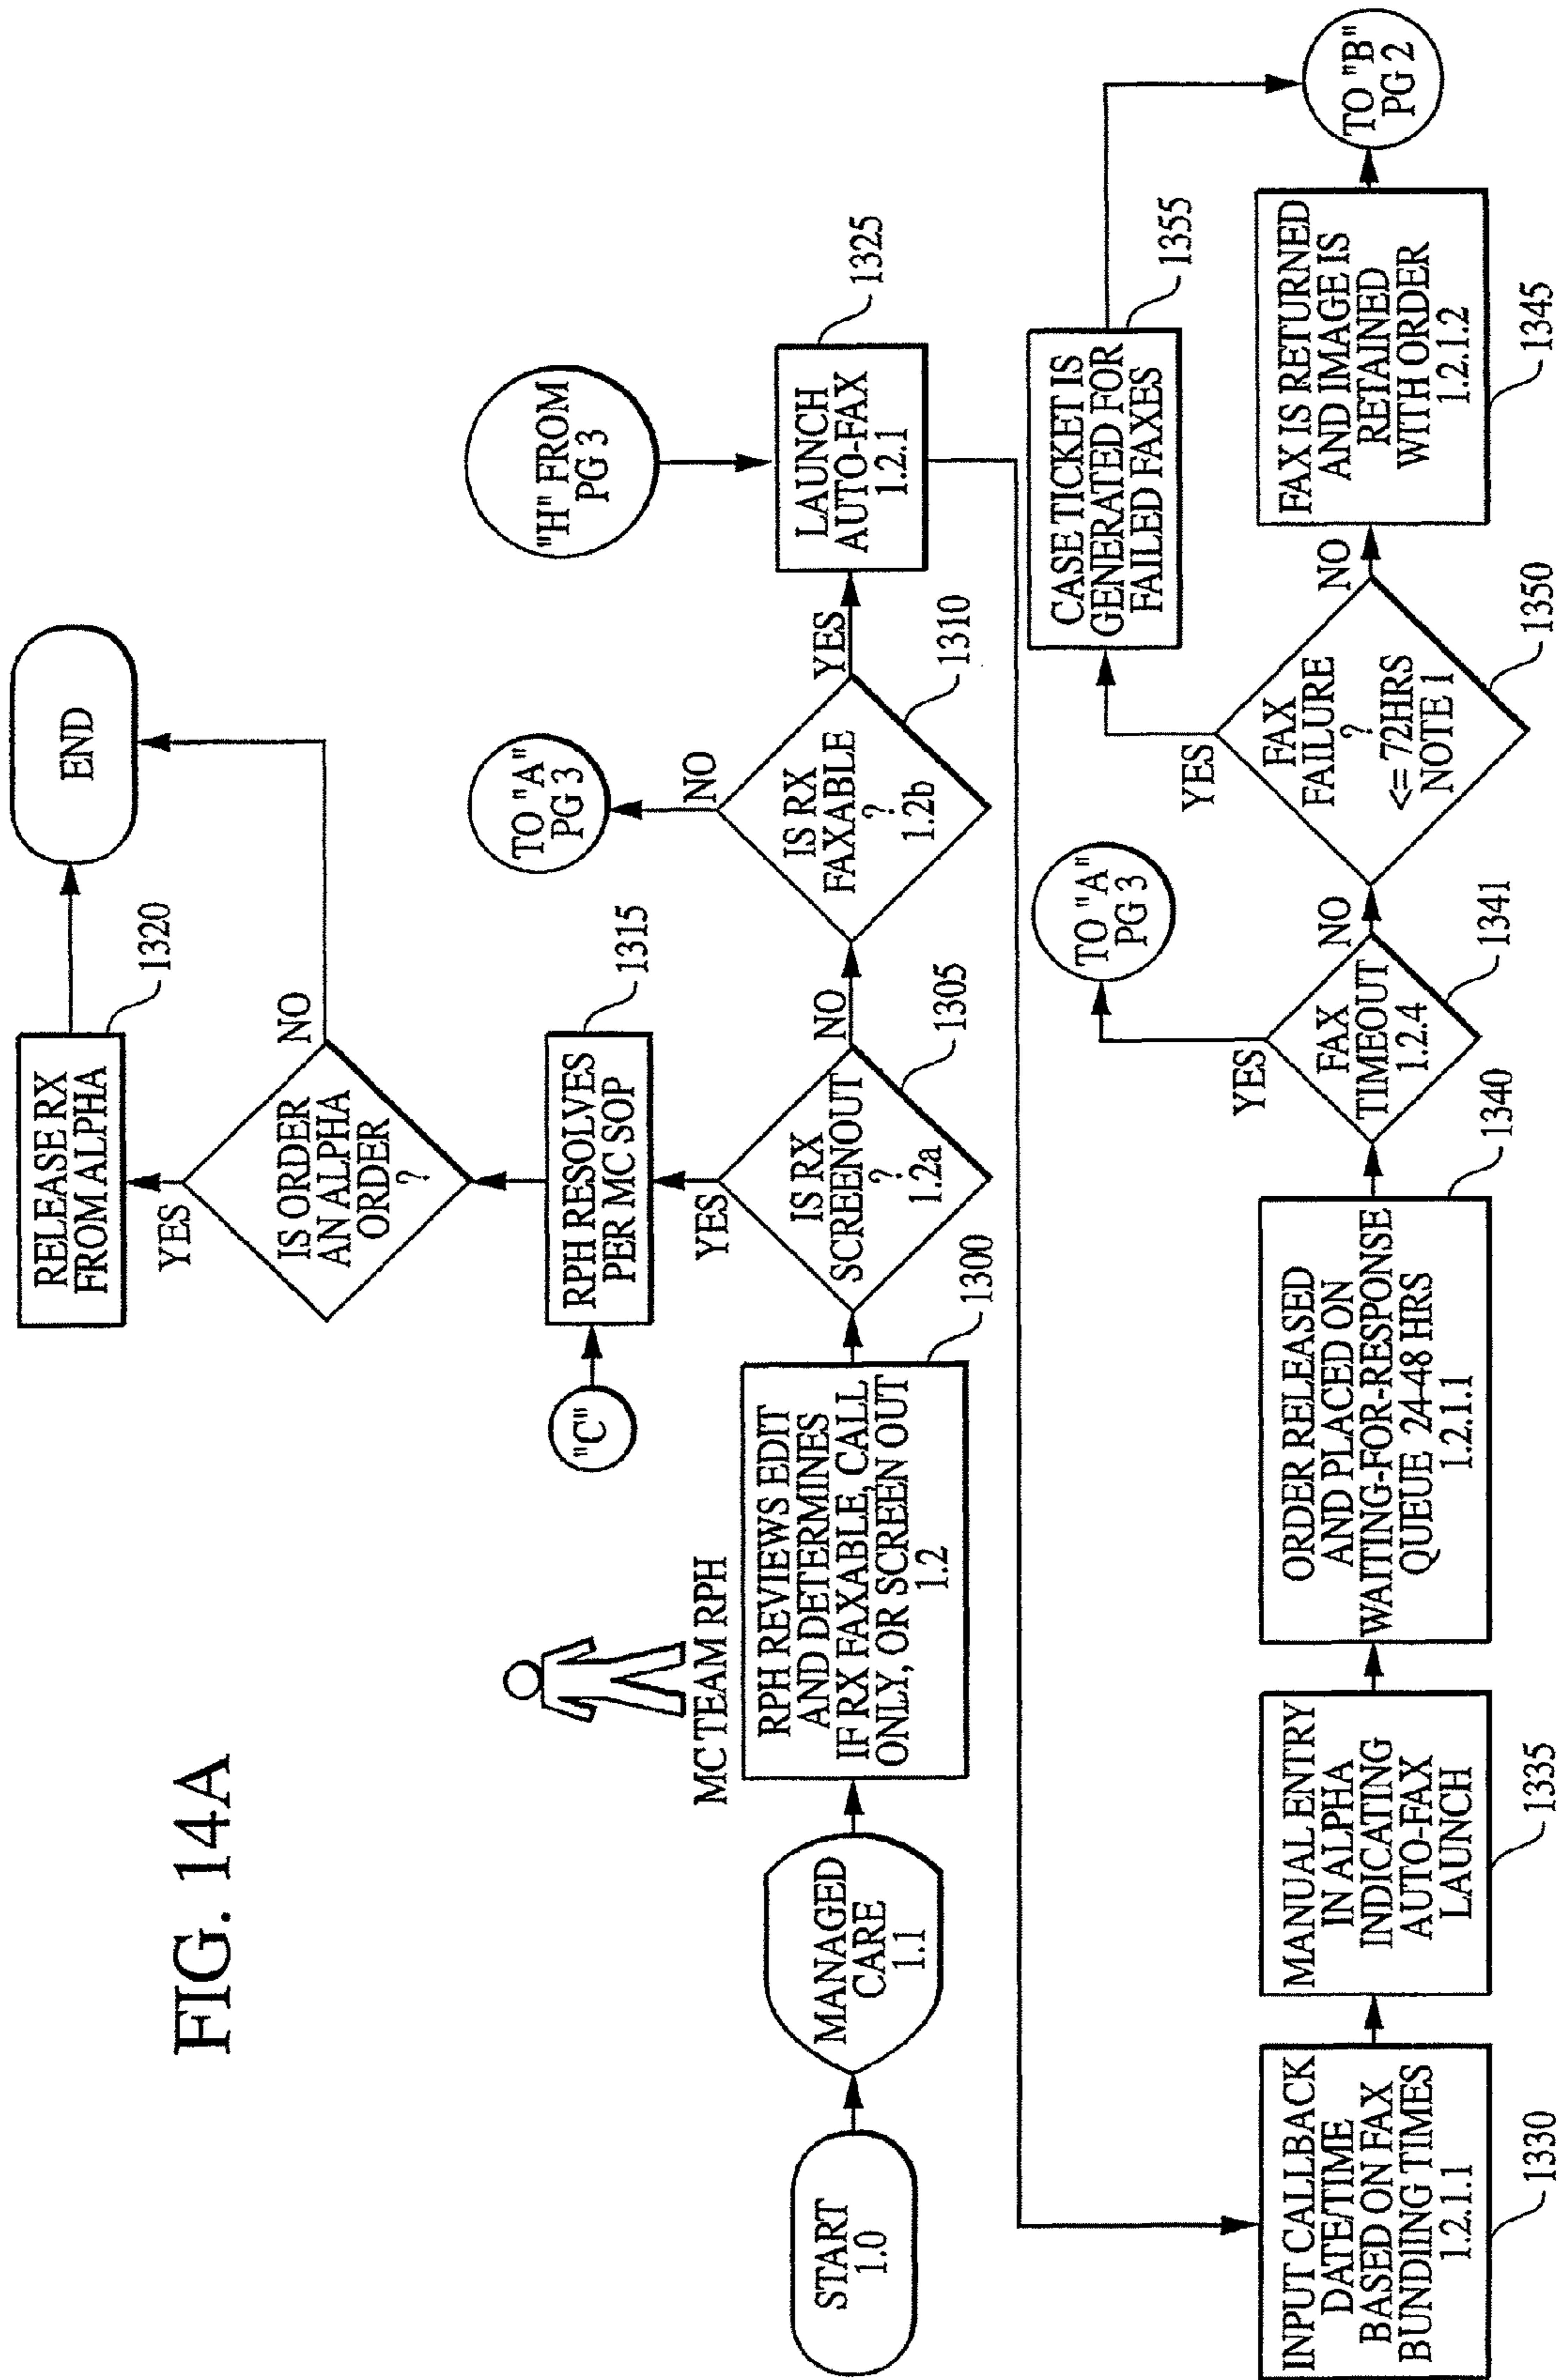 FIG. 14A
START
1.0
MANAGED
CARE
1.1
MC TEAM RPH
RPH REVIEWS EDIT
AND DETERMINES
IF RX FAXABLE, CALL
ONLY, OR SCREEN OUT
1.2
1300
IS RX
SCREENOUT
?
1.2a
1305
YES
NO
"C"
RPH RESOLVES
PER MC SOP
1315
IS ORDER
AN ALPHA
ORDER
?
YES
NO
RELEASE RX
FROM ALPHA
1320
END
IS RX
FAXABLE
?
1.2b
1310
NO
YES
TO "A"
PG 3
"H" FROM
PG 3
LAUNCH
AUTO-FAX
1.2.1
1325
INPUT CALLBACK
DATE/TIME
BASED ON FAX
BUNDIING TIMES
1.2.1.1
1330
MANUAL ENTRY
IN ALPHA
INDICATING
AUTO-FAX
LAUNCH
1335
ORDER RELEASED
AND PLACED ON
WAITING-FOR-RESPONSE
QUEUE 24-48 HRS
1.2.1.1
1340
FAX
TIMEOUT
1.2.4
1341
YES
NO
TO "A"
PG 3
FAX
FAILURE
?
<= 72HRS
NOTE 1
1350
YES
NO
CASE TICKET IS
GENERATED FOR
FAILED FAXES
1355
FAX IS RETURNED
AND IMAGE IS
RETAINED
WITH ORDER
1.2.1.2
1345
TO "B"
PG 2